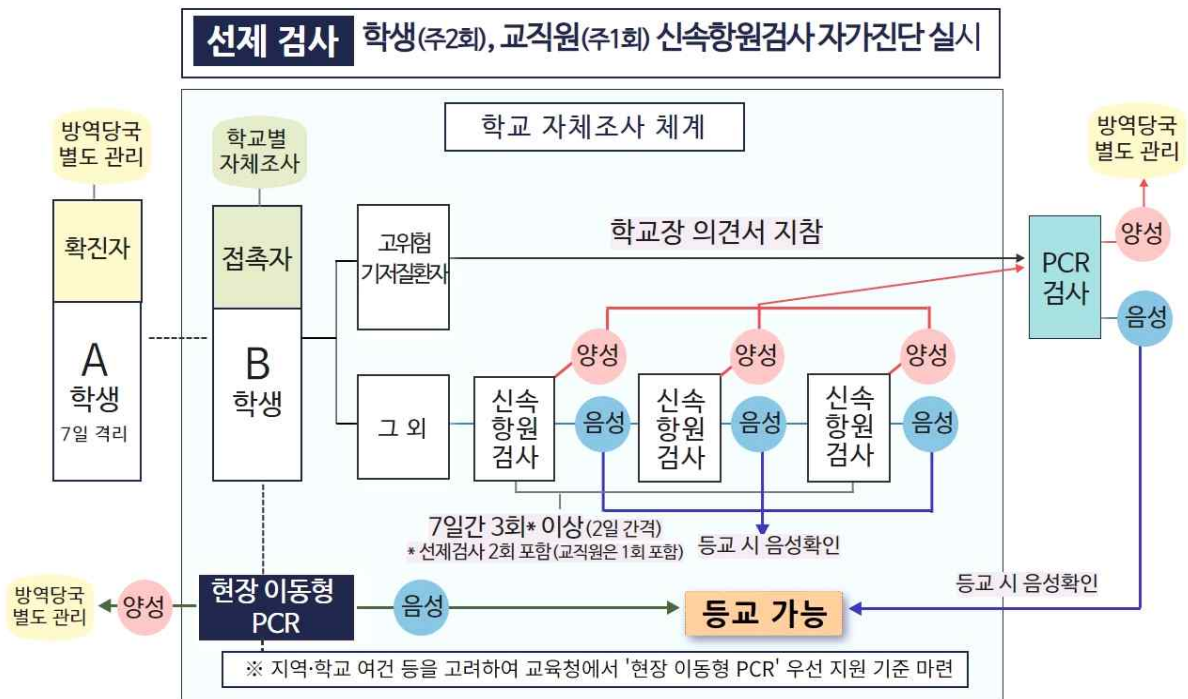 선제 검사 학생(주2회), 교직원(주1회) 신속항원검사 자가진단 실시
학교 자체조사 체계
방역당국
별도 관리
확진자
A
학생
7일 격리
학교별
자체조사
접촉자
B
학생
고위험
기저질환자
학교장 의견서 지참
그 외
신속
항원
검사
양성
음성
신속
항원
검사
양성
음성
신속
항원
검사
양성
음성
7일간 3회* 이상(2일 간격)
* 선제검사 2회 포함(교직원은 1회 포함)
등교 시 음성확인
PCR
검사
양성
음성
방역당국
별도 관리
등교 시 음성확인
방역당국
별도 관리
양성
현장 이동형
PCR
음성
등교 가능
※ 지역·학교 여건 등을 고려하여 교육청에서 '현장 이동형 PCR' 우선 지원 기준 마련